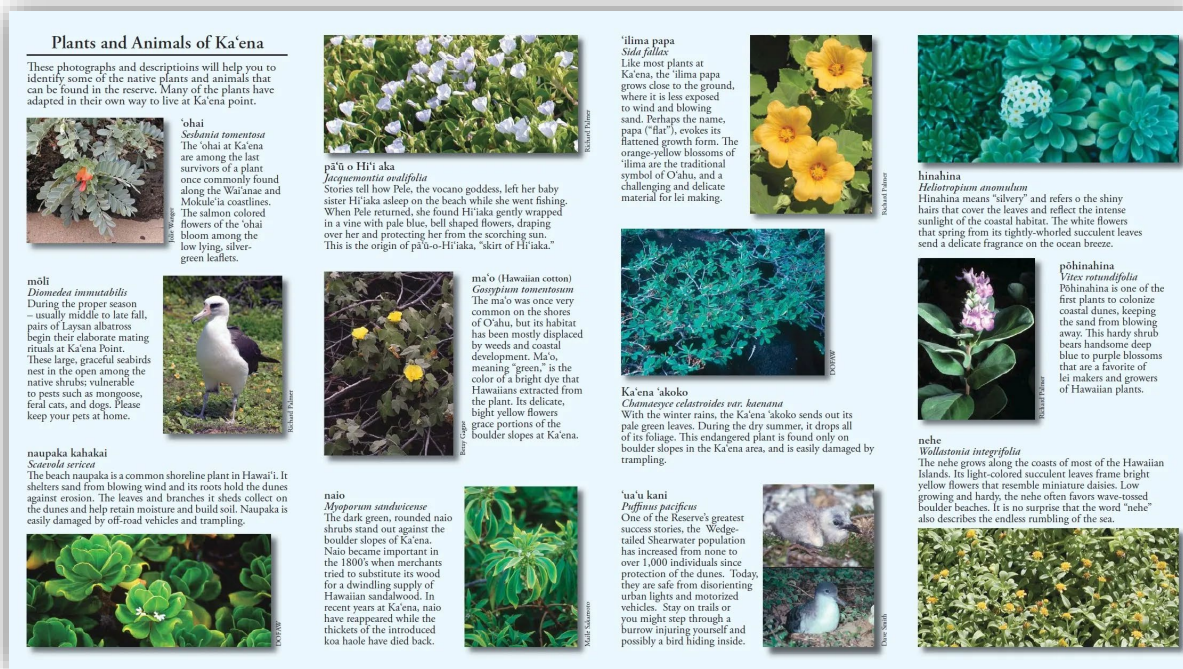 Plants and Animals of Ka‘ena
These photographs and descriptioins will help you to
identify some of the native plants and animals that
can be found in the reserve. Many of the plants have
adapted in their own way to live at Ka‘ena point.
‘ohai
Sesbania tomentosa
The ‘ohai at Ka‘ena
are among the last
survivors of a plant
once commonly found
along the Wai‘anae and
Mokule‘ia coastlines.
The salmon colored
flowers of the ‘ohai
bloom among the
low lying, silver-
green leaflets.
mōlī
Diomedea immutabilis
During the proper season
– usually middle to late fall,
pairs of Laysan albatross
begin their elaborate mating
rituals at Ka‘ena Point.
These large, graceful seabirds
nest in the open among the
native shrubs; vulnerable
to pests such as mongoose,
feral cats, and dogs. Please
keep your pets at home.
Richard Palmer
naupaka kahakai
Scaevola sericea
The beach naupaka is a common shoreline plant in Hawai‘i. It
shelters sand from blowing wind and its roots hold the dunes
against erosion. The leaves and branches it sheds collect on
the dunes and help retain moisture and build soil. Naupaka is
easily damaged by off-road vehicles and trampling.
DOFAW
Richard Palmer
pā‘ū o Hi‘i aka
Jacquemontia ovalifolia
Stories tell how Pele, the vocano goddess, left her baby
sister Hi‘iaka asleep on the beach while she went fishing.
When Pele returned, she found Hi‘iaka gently wrapped
in a vine with pale blue, bell shaped flowers, draping
over her and protecting her from the scorching sun.
This is the origin of pā‘ū-o-Hi‘iaka, “skirt of Hi‘iaka.”
ma‘o (Hawaiian cotton)
Gossypium tomentosum
The ma‘o was once very
common on the shores
of O‘ahu, but its habitat
has been mostly displaced
by weeds and coastal
development. Ma‘o,
meaning “green,” is the
color of a bright dye that
Hawaiians extracted from
the plant. Its delicate,
bight yellow flowers
grace portions of the
boulder slopes at Ka‘ena.
Betsy Gagne
naio
Myoporum sandwicense
The dark green, rounded naio
shrubs stand out against the
boulder slopes of Ka‘ena.
Naio became important in
the 1800’s when merchants
tried to substitute its wood
for a dwindling supply of
Hawaiian sandalwood. In
recent years at Ka‘ena, naio
have reappeared while the
thickets of the introduced
koa haole have died back.
Maile Sakamoto
‘ilima papa
Sida fallax
Like most plants at
Ka‘ena, the ‘ilima papa
grows close to the ground,
where it is less exposed
to wind and blowing
sand. Perhaps the name,
papa (“flat”), evokes its
flattened growth form. The
orange-yellow blossoms of
‘ilima are the traditional
symbol of O‘ahu, and a
challenging and delicate
material for lei making.
Richard Palmer
DOFAW
Ka‘ena ‘akoko
Chamaesyce celastroides var. kaenana
With the winter rains, the Ka‘ena ‘akoko sends out its
pale green leaves. During the dry summer, it drops all
of its foliage. This endangered plant is found only on
boulder slopes in the Ka‘ena area, and is easily damaged by
trampling.
‘ua‘u kani
Puffinus pacificus
One of the Reserve’s greatest
success stories, the Wedge-
tailed Shearwater population
has increased from none to
over 1,000 individuals since
protection of the dunes. Today,
they are safe from disorienting
urban lights and motorized
vehicles. Stay on trails or
you might step through a
burrow injuring yourself and
possibly a bird hiding inside.
Dave Smith
hinahina
Heliotropium anomulum
Hinahina means “silvery” and refers o the shiny
hairs that cover the leaves and reflect the intense
sunlight of the coastal habitat. The white flowers
that spring from its tightly-whorled succulent leaves
send a delicate fragrance on the ocean breeze.
pōhinahina
Vitex rotundifolia
Pōhinahina is one of the
first plants to colonize
coastal dunes, keeping
the sand from blowing
away. This hardy shrub
bears handsome deep
blue to purple blossoms
that are a favorite of
lei makers and growers
of Hawaiian plants.
Richard Palmer
nehe
Wollastonia integrifolia
The nehe grows along the coasts of most of the Hawaiian
Islands. Its light-colored succulent leaves frame bright
yellow flowers that resemble miniature daisies. Low
growing and hardy, the nehe often favors wave-tossed
boulder beaches. It is no surprise that the word “nehe”
also describes the endless rumbling of the sea.